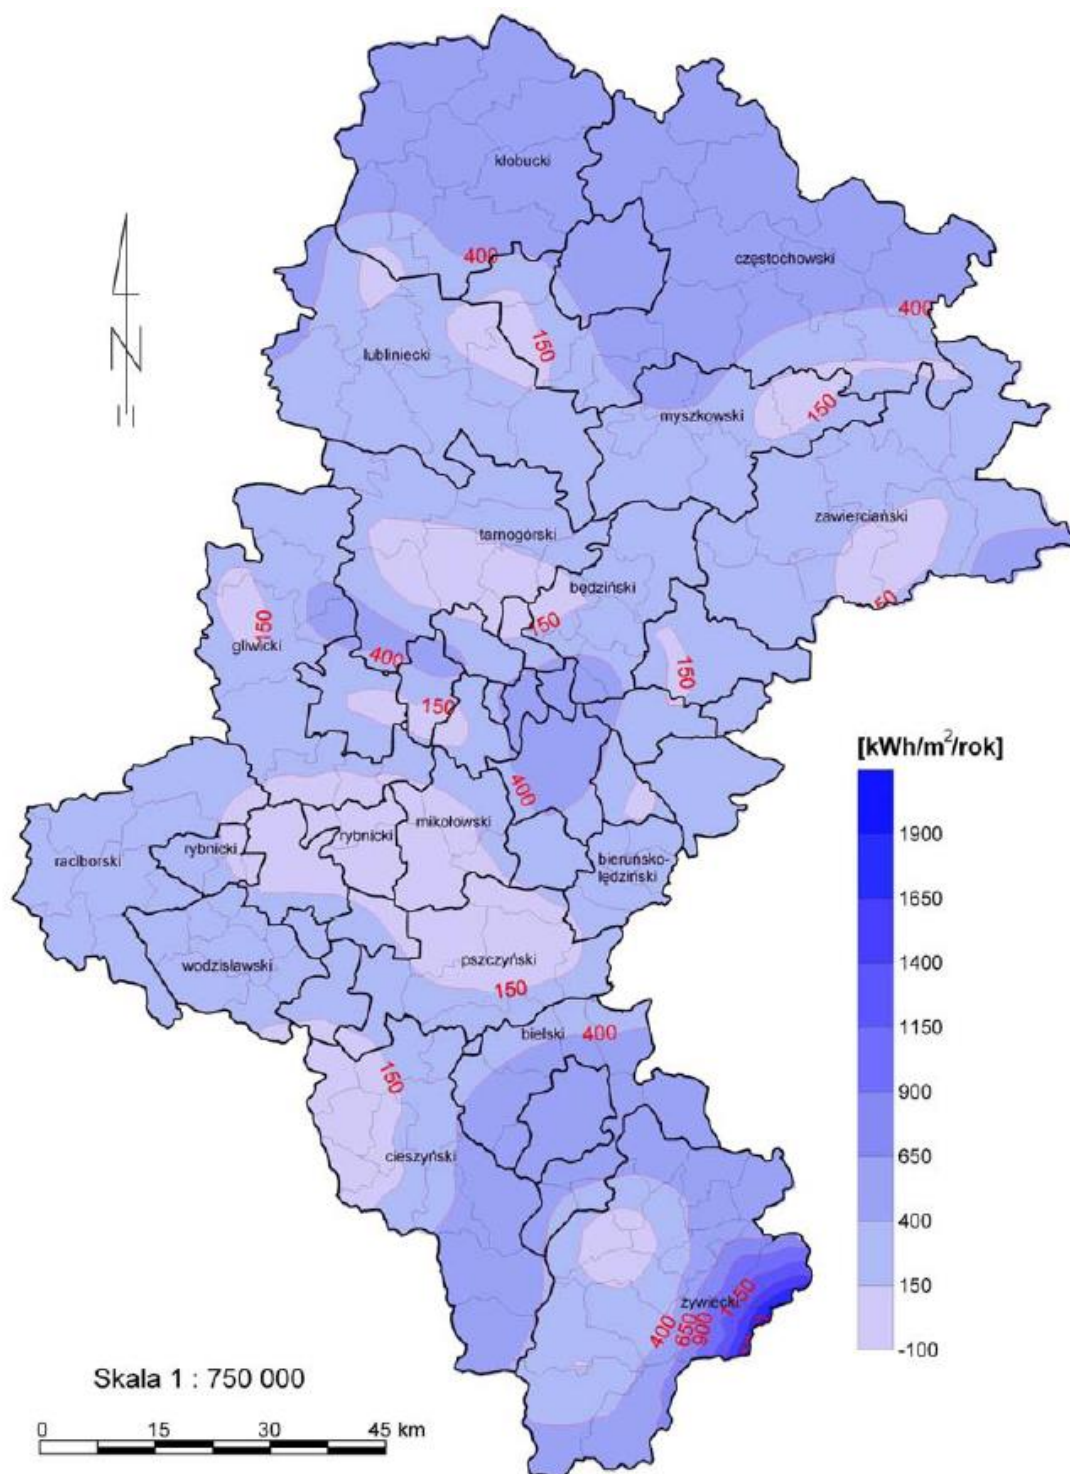 kłobucki
400
częstochowski
400
150
lubliniecki
myszkowski
150
zawierciański
tarnogórski
będziński
150
150
gliwicki
400
150
150
[kWh/m²/rok]
400
mikołowski
rybnicki
rybnicki
raciborski
bieruńsko-
lędziński
pszczyński
wodzisławski
150
bielski
400
150
cieszyński
żywiecki
1150
900
650
400
1900
1650
1400
1150
900
650
400
150
-100
Skala 1 : 750 000
0 15 30 45 km